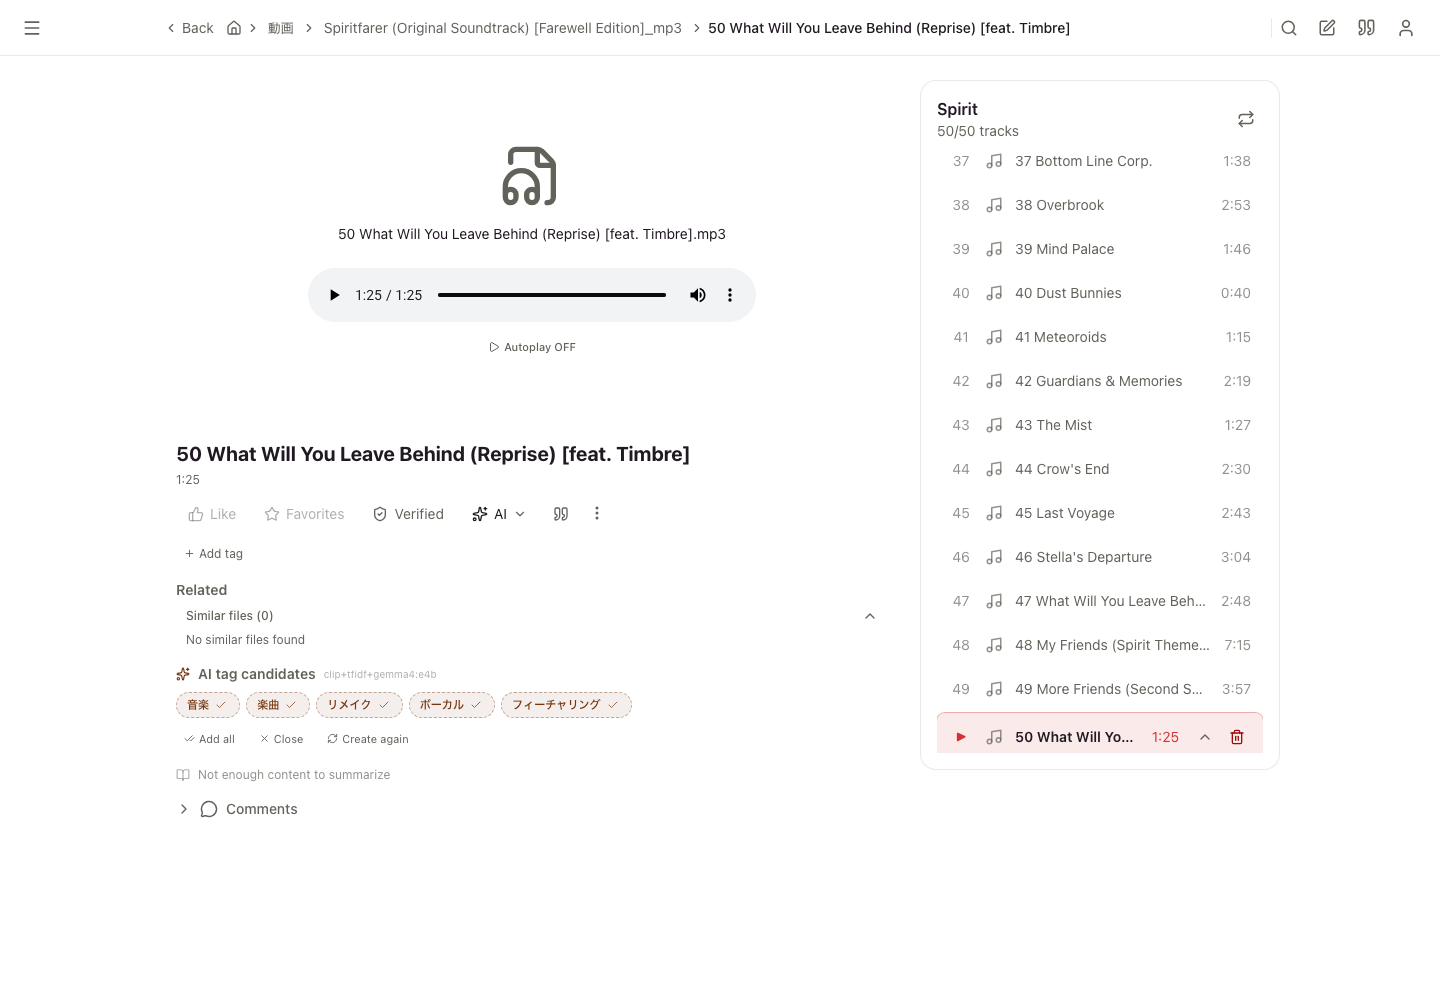 Back 動画 Spiritfarer (Original Soundtrack) [Farewell Edition]_mp3 50 What Will You Leave Behind (Reprise) [feat. Timbre]
50 What Will You Leave Behind (Reprise) [feat. Timbre].mp3
1:25 / 1:25
Autoplay OFF
50 What Will You Leave Behind (Reprise) [feat. Timbre]
1:25
Like Favorites Verified AI
Add tag
Related
Similar files (0)
No similar files found
AI tag candidates clip+tfidf+gemma4:e4b
音楽 楽曲 リメイク ボーカル フィーチャリング
Add all Close Create again
Not enough content to summarize
Comments
Spirit
50/50 tracks
37 37 Bottom Line Corp. 1:38
38 38 Overbrook 2:53
39 39 Mind Palace 1:46
40 40 Dust Bunnies 0:40
41 41 Meteoroids 1:15
42 42 Guardians & Memories 2:19
43 43 The Mist 1:27
44 44 Crow's End 2:30
45 45 Last Voyage 2:43
46 46 Stella's Departure 3:04
47 47 What Will You Leave Beh... 2:48
48 48 My Friends (Spirit Theme... 7:15
49 49 More Friends (Second S... 3:57
50 What Will Yo... 1:25